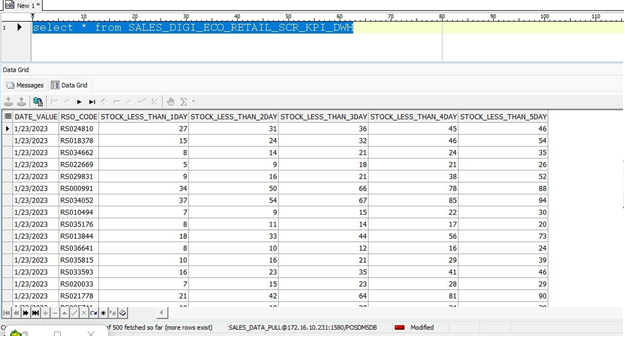 New 1 *
0 10 20 30 40 50 60 70 80 90 100 110
1 select * from SALES_DIGI_ECO_RETAIL_SCR_KPI_DWH
Data Grid
Messages Data Grid
DATE_VALUE RSO_CODE STOCK_LESS_THAN_1DAY STOCK_LESS_THAN_2DAY STOCK_LESS_THAN_3DAY STOCK_LESS_THAN_4DAY STOCK_LESS_THAN_5DAY
1/23/2023 RS024810 27 31 36 45 46
1/23/2023 RS018378 15 24 32 46 54
1/23/2023 RS034662 8 14 21 24 35
1/23/2023 RS022669 5 9 18 21 26
1/23/2023 RS029831 9 16 21 38 52
1/23/2023 RS000991 34 50 66 78 88
1/23/2023 RS034052 37 54 67 85 94
1/23/2023 RS010494 7 9 15 22 30
1/23/2023 RS035176 8 11 14 17 20
1/23/2023 RS013844 18 33 44 56 73
1/23/2023 RS036641 8 10 12 16 24
1/23/2023 RS035815 10 16 21 29 39
1/23/2023 RS033593 16 23 35 41 46
1/23/2023 RS020033 7 15 23 28 29
1/23/2023 RS021778 21 42 64 81 90
of 500 fetched so far (more rows exist) SALES_DATA_PULL@172.16.10.231:1580/POSDMSDB Modified